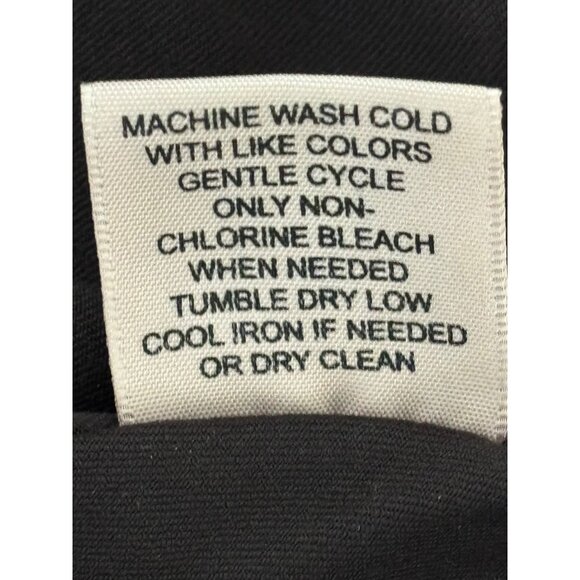 MACHINE WASH COLD
WITH LIKE COLORS
GENTLE CYCLE
ONLY NON-
CHLORINE BLEACH
WHEN NEEDED
TUMBLE DRY LOW
COOL IRON IF NEEDED
OR DRY CLEAN